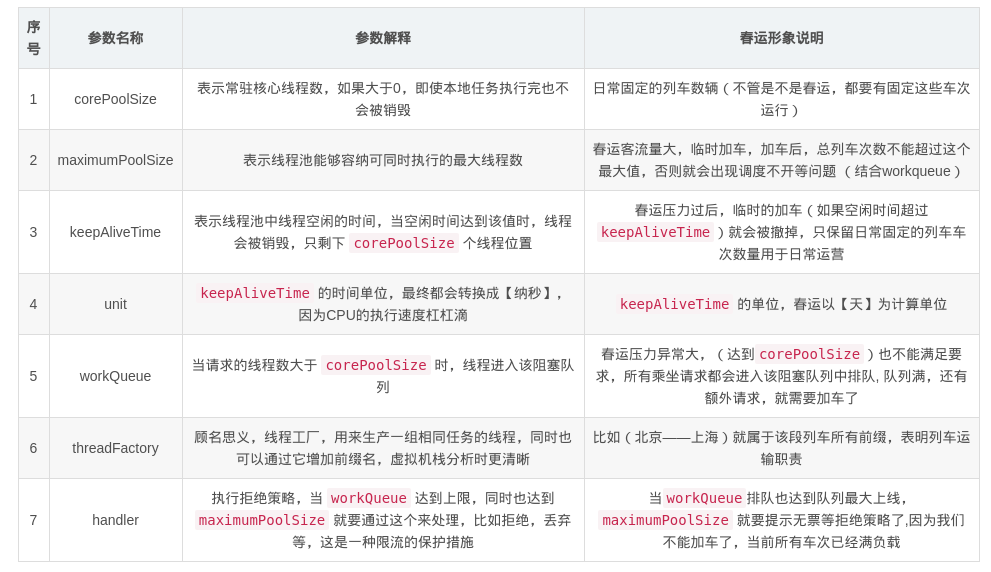 序号
参数名称
参数解释
春运形象说明
1
corePoolSize
表示常驻核心线程数，如果大于0，即使本地任务执行完也不
会被销毁
日常固定的列车数辆（不管是不是春运，都要有固定这些车次
运行）
2
maximumPoolSize
表示线程池能够容纳可同时执行的最大线程数
春运客流量大，临时加车，加车后，总列车次数不能超过这个
最大值，否则就会出现调度不开等问题 （结合workqueue）
3
keepAliveTime
表示线程池中线程空闲的时间，当空闲时间达到该值时，线程
会被销毁，只剩下 corePoolSize 个线程位置
春运压力过后，临时的加车（如果空闲时间超过
keepAliveTime ）就会被撤掉，只保留日常固定的列车车
次数量用于日常运营
4
unit
keepAliveTime 的时间单位，最终都会转换成【纳秒】，
因为CPU的执行速度杠杠滴
keepAliveTime 的单位，春运以【天】为计算单位
5
workQueue
当请求的线程数大于 corePoolSize 时，线程进入该阻塞队
列
春运压力异常大，（达到 corePoolSize ）也不能满足要
求，所有乘坐请求都会进入该阻塞队列中排队, 队列满，还有
额外请求，就需要加车了
6
threadFactory
顾名思义，线程工厂，用来生产一组相同任务的线程，同时也
可以通过它增加前缀名，虚拟机栈分析时更清晰
比如（北京——上海）就属于该段列车所有前缀，表明列车运
输职责
7
handler
执行拒绝策略，当 workQueue 达到上限，同时也达到
maximumPoolSize 就要通过这个来处理，比如拒绝，丢弃
等，这是一种限流的保护措施
当 workQueue 排队也达到队列最大上线，
maximumPoolSize 就要提示无票等拒绝策略了,因为我们
不能加车了，当前所有车次已经满负载